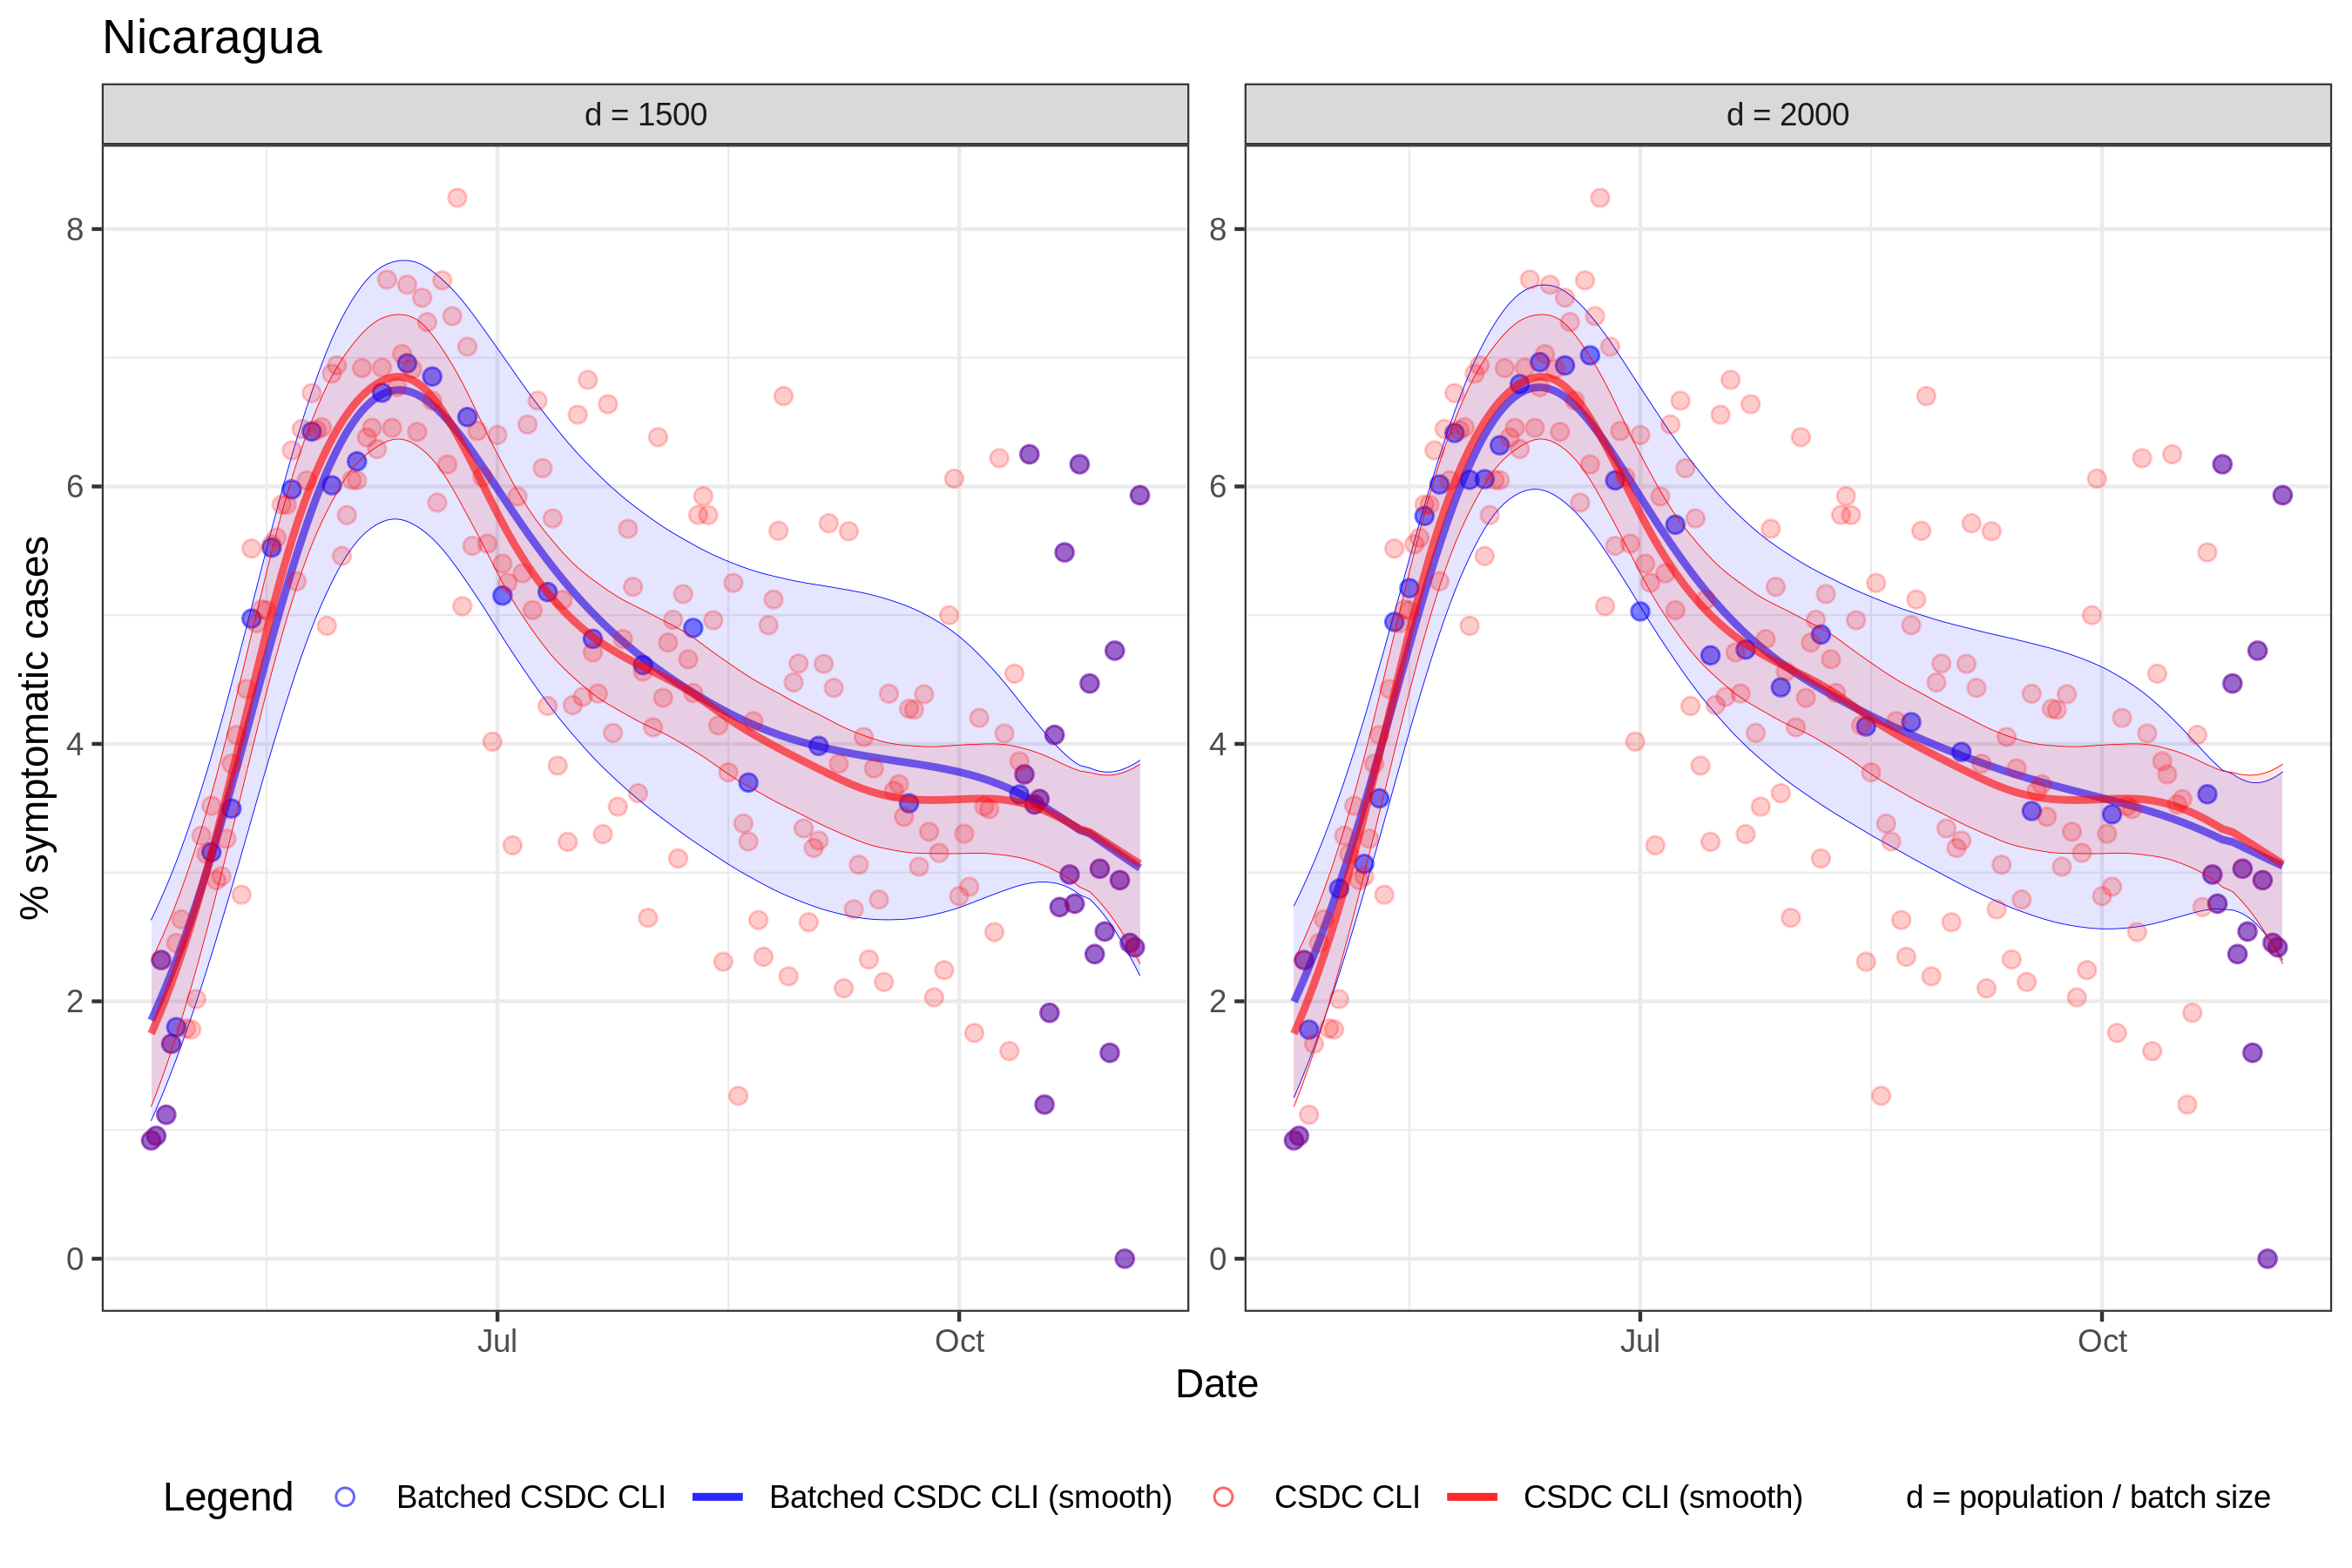 Nicaragua
d = 1500
d = 2000
% symptomatic cases
8
6
4
2
0
8
6
4
2
0
Jul
Oct
Jul
Oct
Date
Legend
Batched CSDC CLI
Batched CSDC CLI (smooth)
CSDC CLI
CSDC CLI (smooth)
d = population / batch size